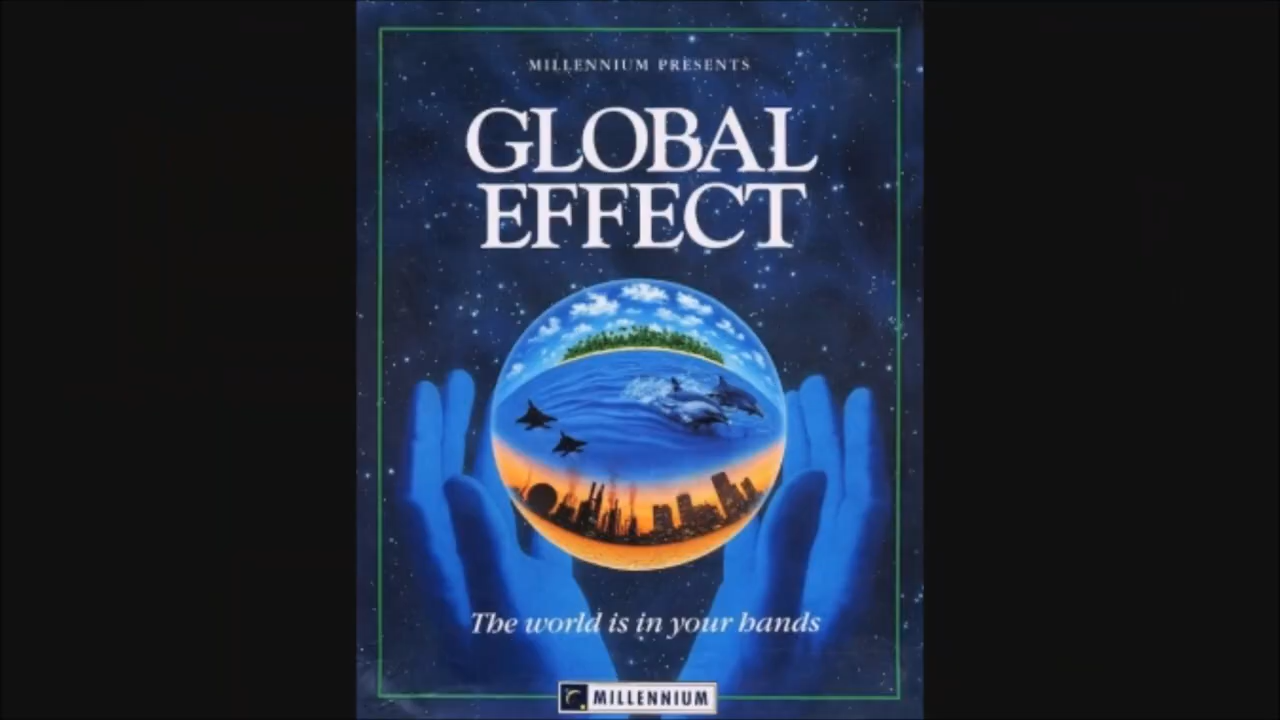 MILLENNIUM PRESENTS
GLOBAL
EFFECT
The world is in your hands
MILLENNIUM